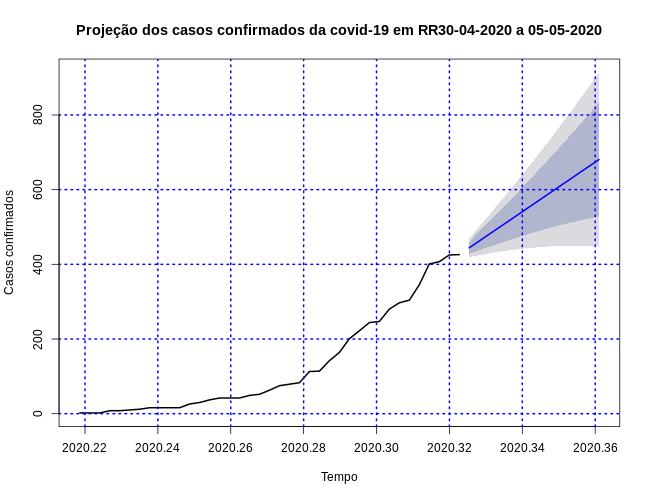 Projeção dos casos confirmados da covid-19 em RR30-04-2020 a 05-05-2020
Casos confirmados
800
600
400
200
0
2020.22 2020.24 2020.26 2020.28 2020.30 2020.32 2020.34 2020.36
Tempo